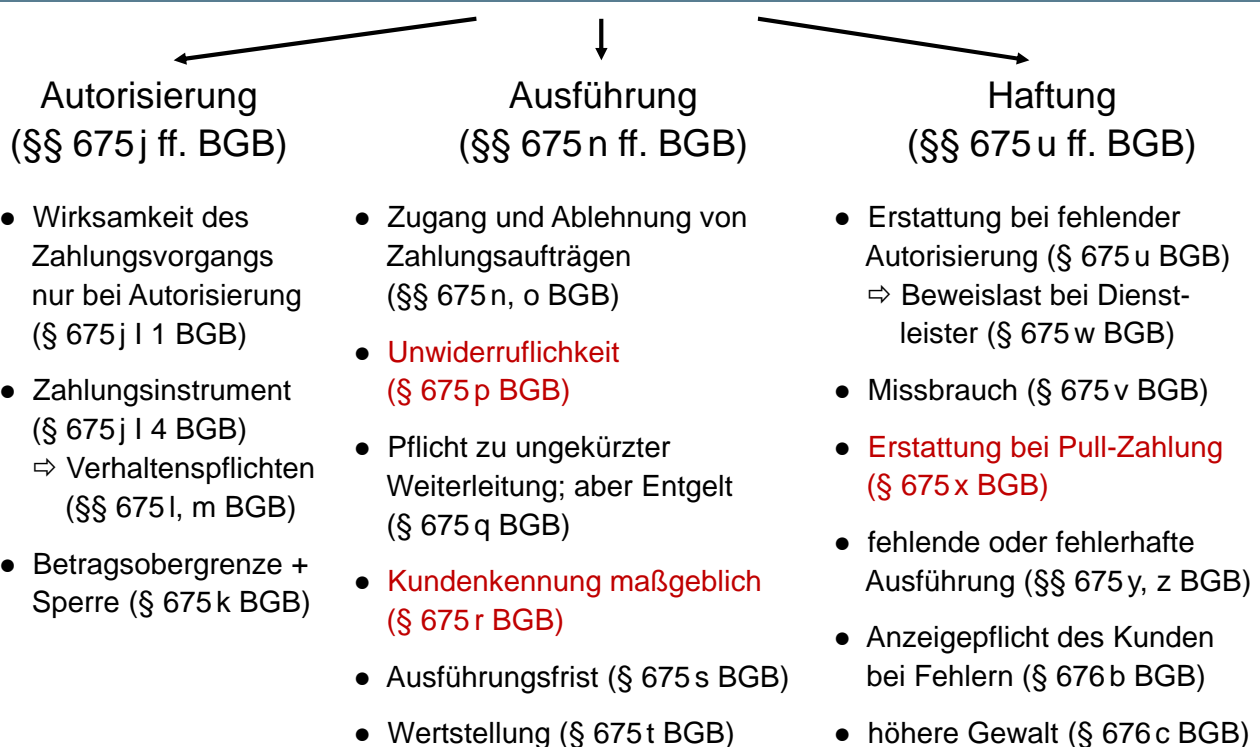 Autorisierung
(§§ 675 j ff. BGB)
● Wirksamkeit des
Zahlungsvorgangs
nur bei Autorisierung
(§ 675 j I 1 BGB)
● Zahlungsinstrument
(§ 675 j I 4 BGB)
⇨ Verhaltenspflichten
(§§ 675 l, m BGB)
● Betragsobergrenze +
Sperre (§ 675 k BGB)
Ausführung
(§§ 675 n ff. BGB)
● Zugang und Ablehnung von
Zahlungsaufträgen
(§§ 675 n, o BGB)
● Unwiderruflichkeit
(§ 675 p BGB)
● Pflicht zu ungekürzter
Weiterleitung; aber Entgelt
(§ 675 q BGB)
● Kundenkennung maßgeblich
(§ 675 r BGB)
● Ausführungsfrist (§ 675 s BGB)
● Wertstellung (§ 675 t BGB)
Haftung
(§§ 675 u ff. BGB)
● Erstattung bei fehlender
Autorisierung (§ 675 u BGB)
⇨ Beweislast bei Dienst-
leister (§ 675 w BGB)
● Missbrauch (§ 675 v BGB)
● Erstattung bei Pull-Zahlung
(§ 675 x BGB)
● fehlende oder fehlerhafte
Ausführung (§§ 675 y, z BGB)
● Anzeigepflicht des Kunden
bei Fehlern (§ 676 b BGB)
● höhere Gewalt (§ 676 c BGB)